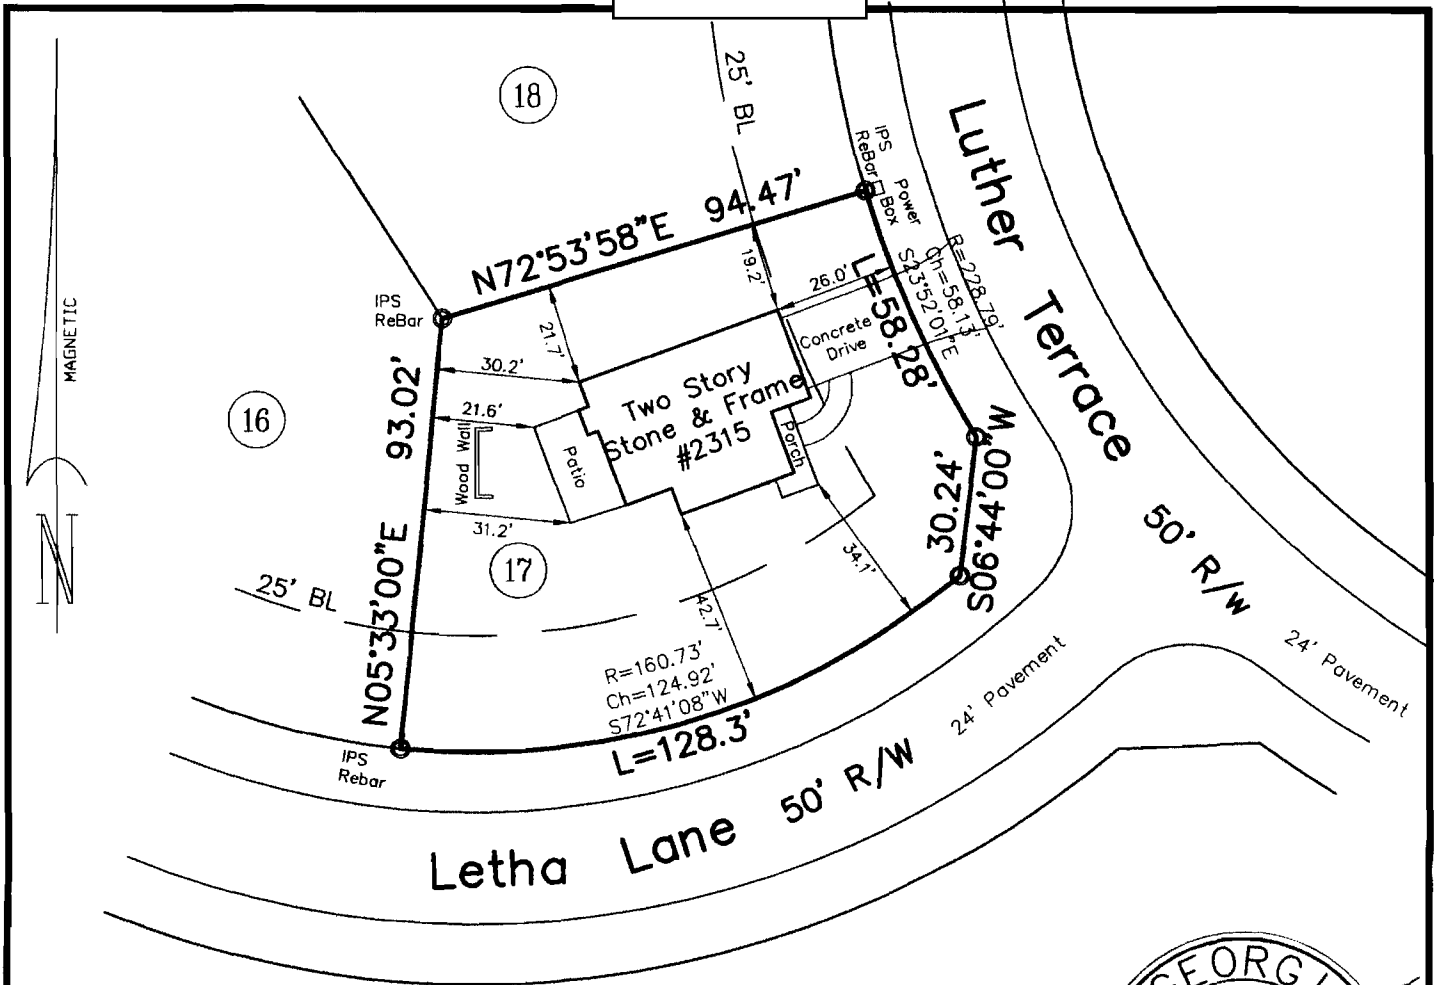 18
25' BL
IPS
ReBar
Power
Box
Luther Terrace
50' R/W
24' Pavement
N72°53'58"E 94.47'
R=228.79'
Ch=58.13'
S23°52'01"E
L=58.28'
IPS
ReBar
MAGNETIC
N
16
93.02'
N05°33'00"E
21.7'
19.2'
26.0'
30.2'
21.6'
31.2'
Concrete
Drive
Two Story
Stone & Frame
#2315
Porch
Patio
Wood Wall
17
25' BL
34.1'
42.7'
30.24'
S06°44'00"W
R=160.73'
Ch=124.92'
S72°41'08"W
L=128.3'
IPS
Rebar
24' Pavement
Letha Lane 50' R/W
GEORGI